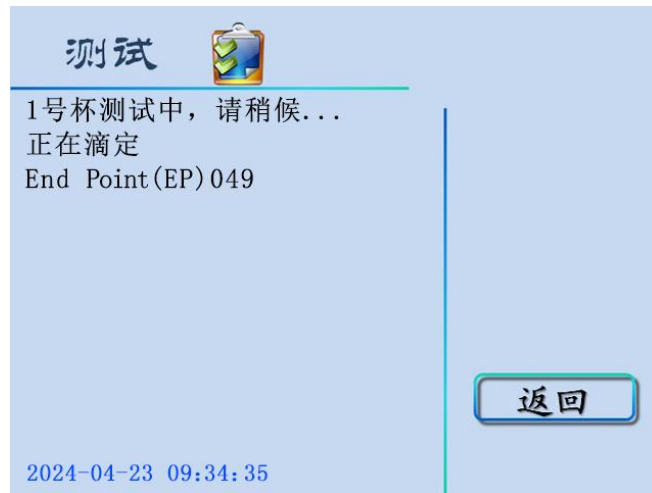 测试
1号杯测试中，请稍候...
正在滴定
End Point(EP)049
返回
2024-04-23 09:34:35